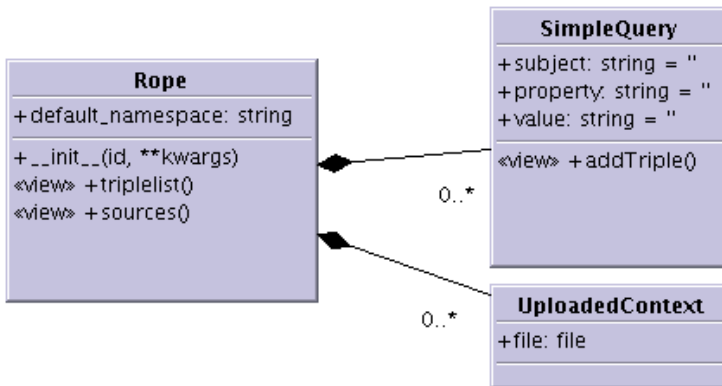 Rope
+default_namespace: string
+__init__(id, **kwargs)
«view» +triplelist()
«view» +sources()
SimpleQuery
+subject: string = ''
+property: string = ''
+value: string = ''
«view» +addTriple()
0..*
UploadedContext
+file: file
0..*